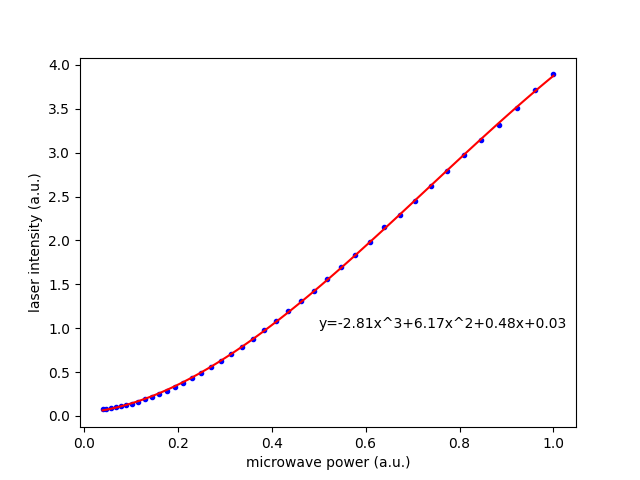 4.0
3.5
3.0
2.5
2.0
1.5
1.0
0.5
0.0
laser intensity (a.u.)
y=-2.81x^3+6.17x^2+0.48x+0.03
0.0 0.2 0.4 0.6 0.8 1.0
microwave power (a.u.)